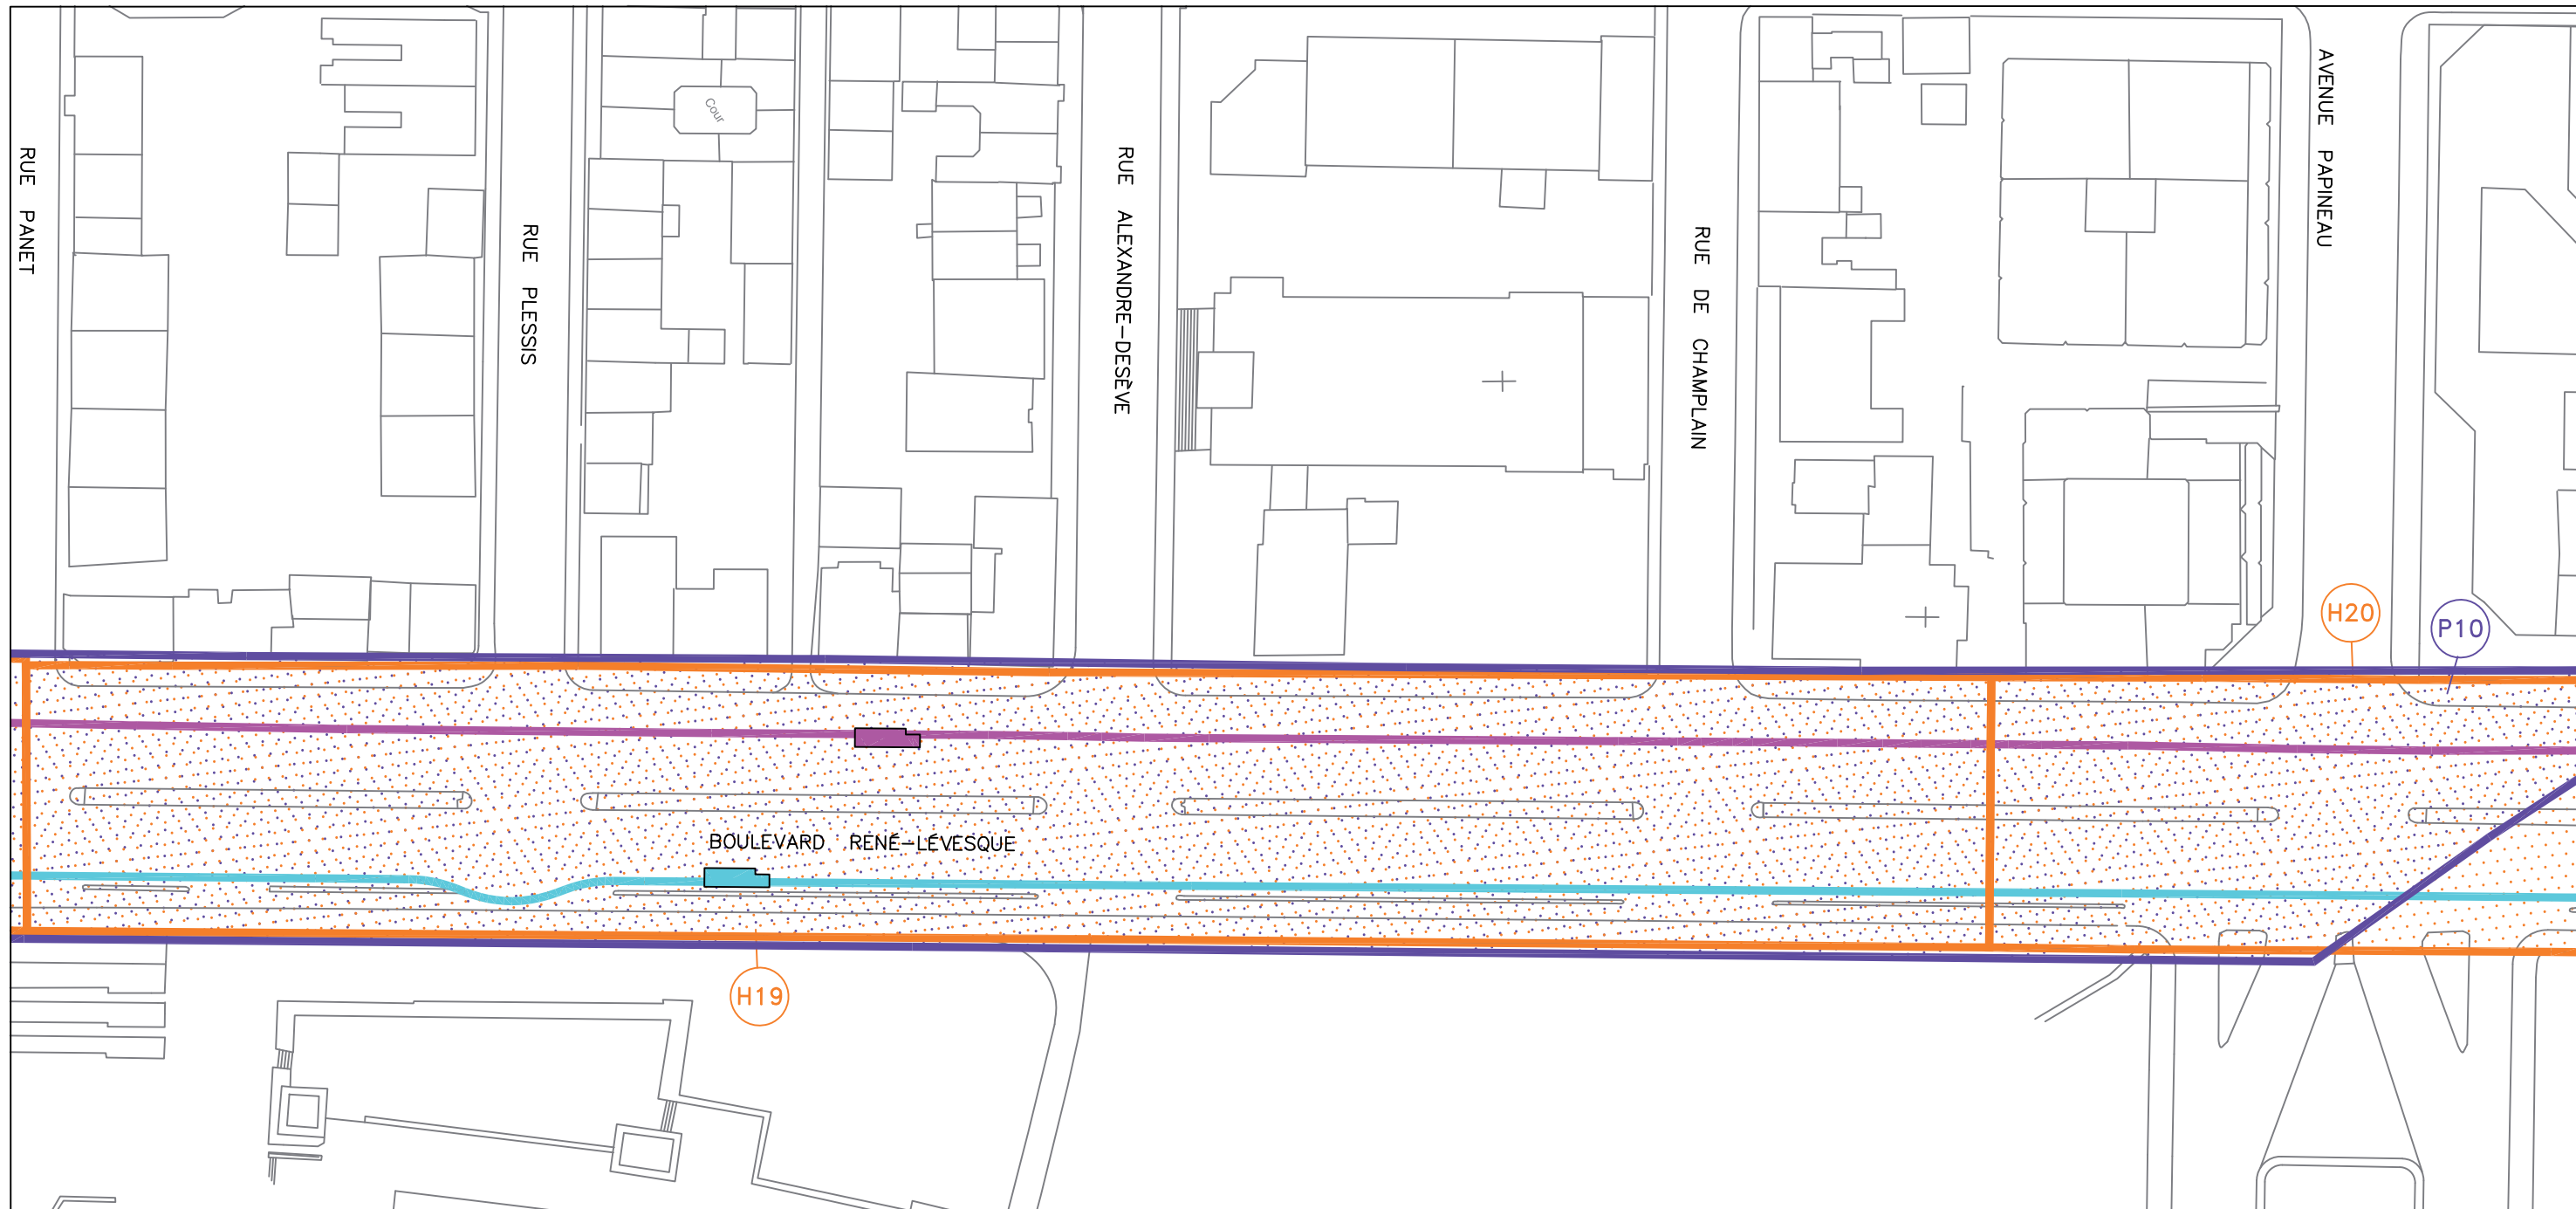 RUE PANET
RUE PLESSIS
Cour
RUE ALEXANDRE-DESÈVE
RUE DE CHAMPLAIN
AVENUE PAPINEAU
H20
P10
BOULEVARD RENÉ-LÉVESQUE
H19